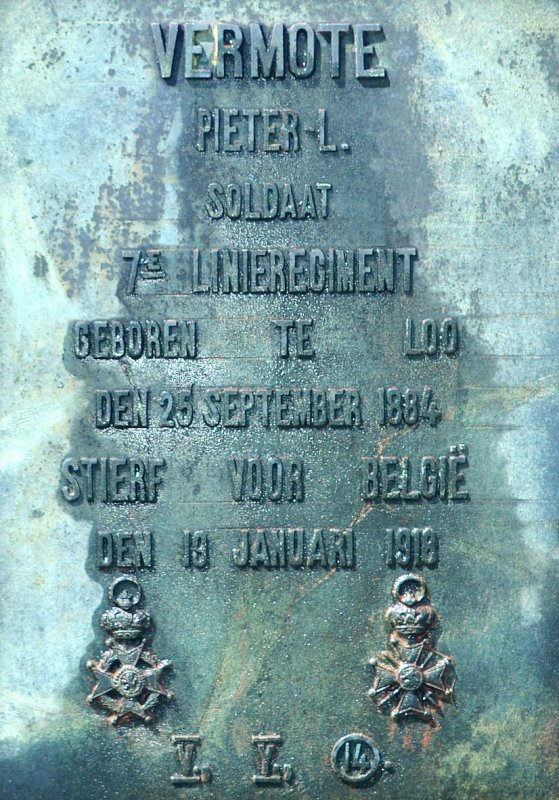 VERMOTE
PIETER-L.
SOLDAAT
7E LINIEREGIMENT
GEBOREN TE LOO
DEN 25 SEPTEMBER 1884
STIERF VOOR BELGIË
DEN 19 JANUARI 1918
14